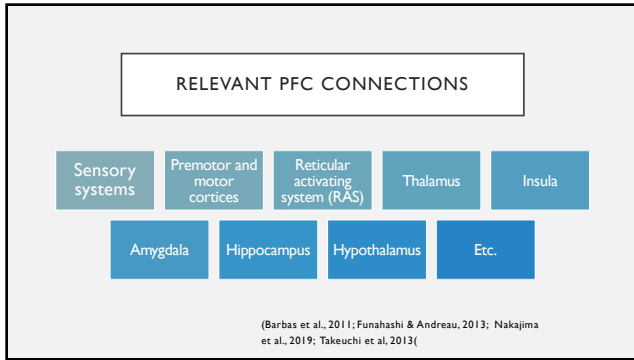 RELEVANT PFC CONNECTIONS
Sensory
systems
Premotor and
motor
cortices
Reticular
activating
system (RAS)
Thalamus
Insula
Amygdala
Hippocampus
Hypothalamus
Etc.
(Barbas et al., 2011; Funahashi & Andreau, 2013; Nakajima
et al., 2019; Takeuchi et al, 2013(